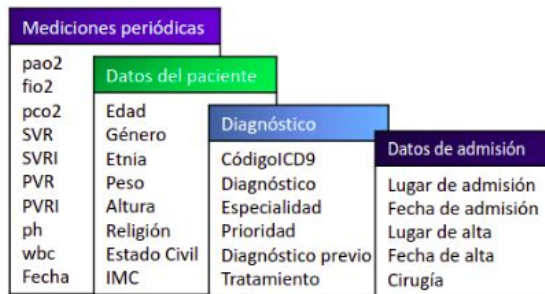 Mediciones periódicas
pao2
fio2
pco2
SVR
SVRI
PVR
PVRI
ph
wbc
Fecha
Datos del paciente
Edad
Género
Etnia
Peso
Altura
Religión
Estado Civil
IMC
Diagnóstico
CódigoICD9
Diagnóstico
Especialidad
Prioridad
Diagnóstico previo
Tratamiento
Datos de admisión
Lugar de admisión
Fecha de admisión
Lugar de alta
Fecha de alta
Cirugía